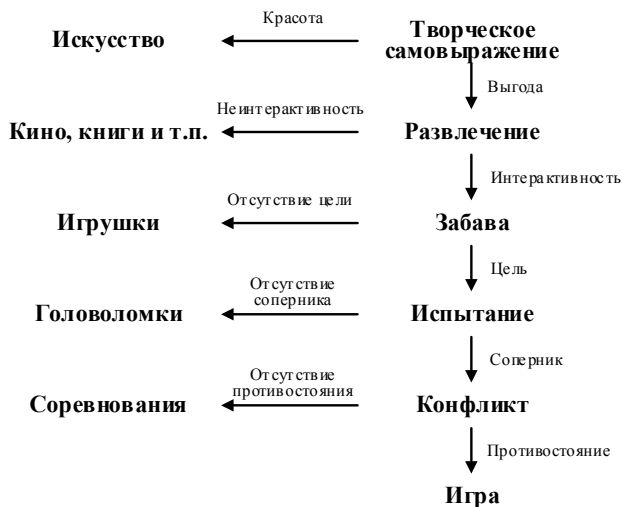 Красота
Искусство
Творческое
самовыражение
Выгода
Неинтерактивность
Кино, книги и т.п.
Развлечение
Интерактивность
Отсутствие цели
Игрушки
Забава
Цель
Отсутствие
соперника
Головоломки
Испытание
Соперник
Отсутствие
противостояния
Соревнования
Конфликт
Противостояние
Игра